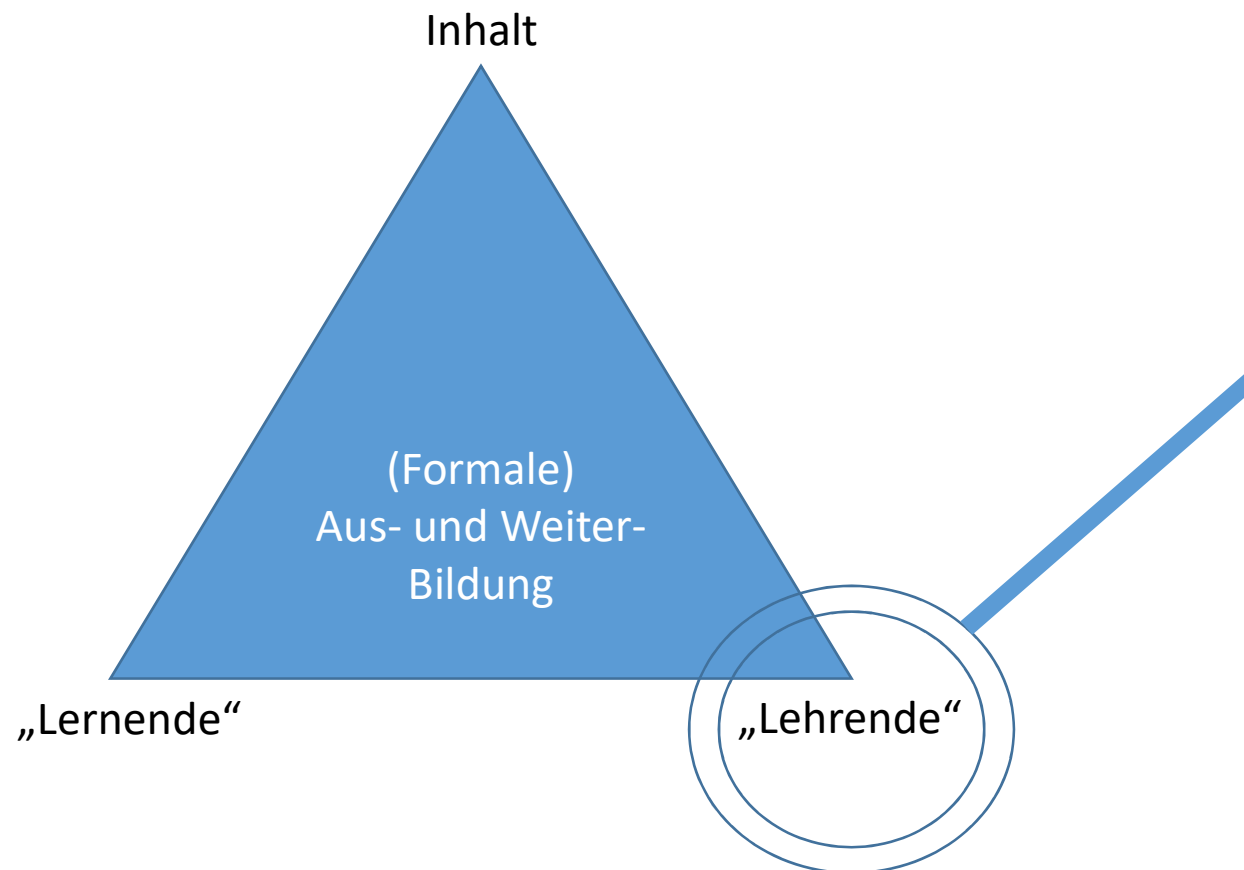 Inhalt
(Formale)
Aus- und Weiter-
Bildung
„Lernende“
„Lehrende“